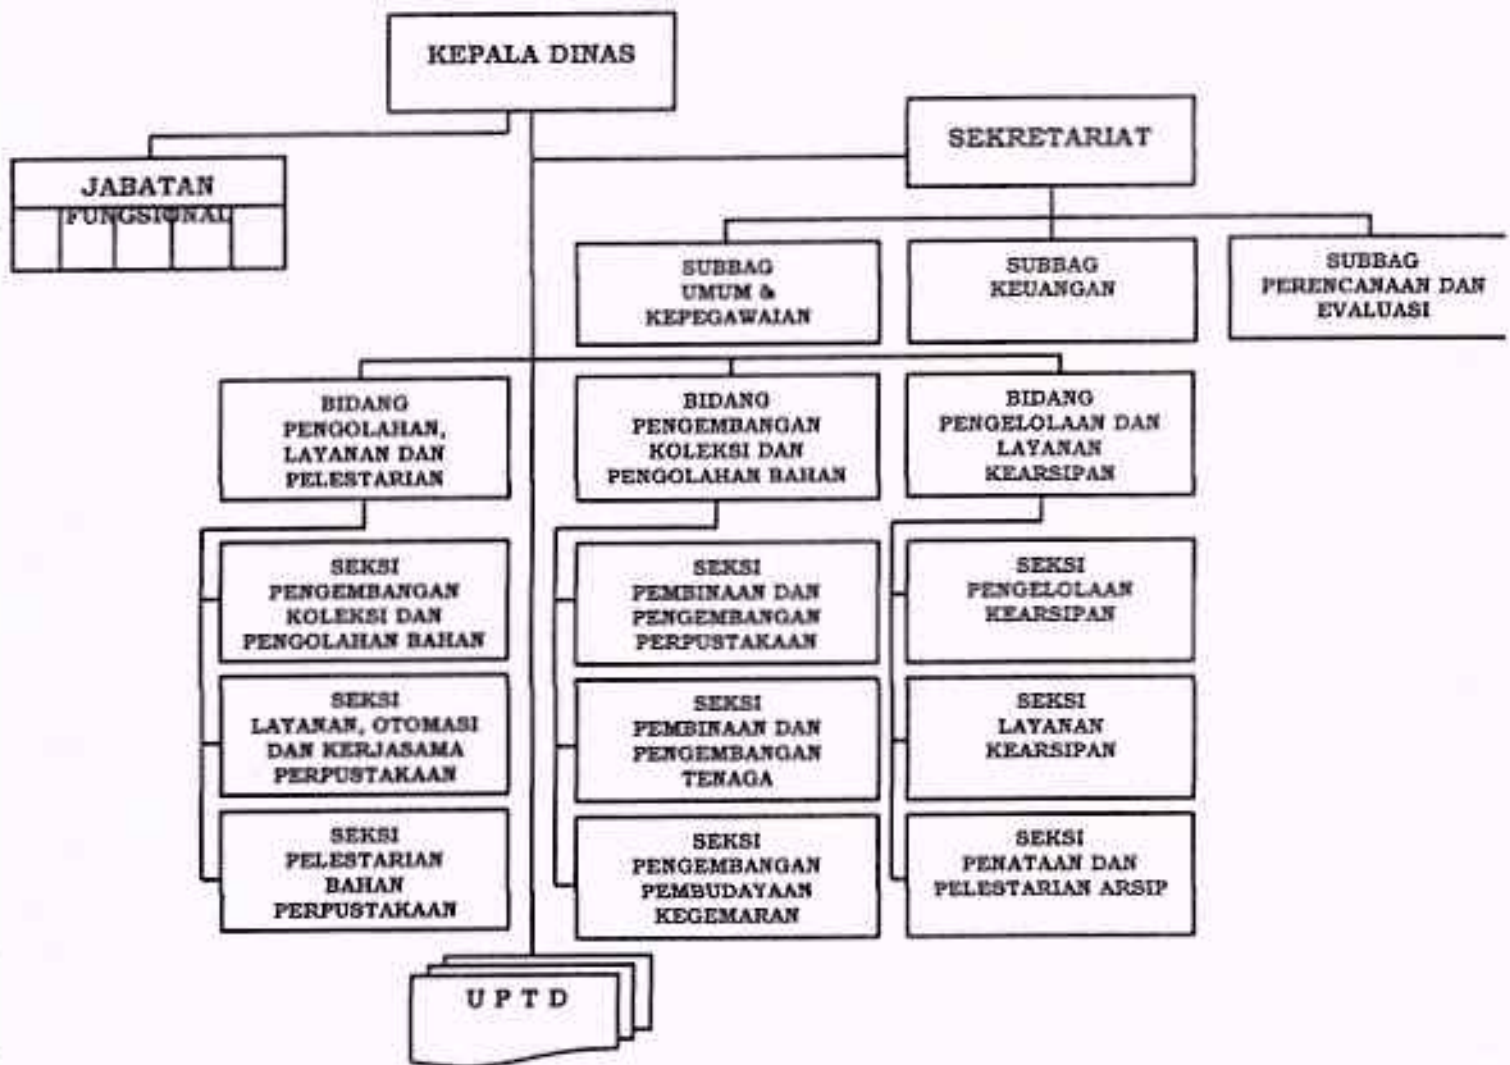 KEPALA DINAS
SEKRETARIAT
JABATAN
FUNGSIONAL
SUBBAG
UMUM &
KEPEGAWAIAN
SUBBAG
KEUANGAN
SUBBAG
PERENCANAAN DAN
EVALUASI
BIDANG
PENGOLAHAN,
LAYANAN DAN
PELESTARIAN
BIDANG
PENGEMBANGAN
KOLEKSI DAN
PENGOLAHAN BAHAN
BIDANG
PENGELOLAAN DAN
LAYANAN
KEARSIPAN
SEKSI
PENGEMBANGAN
KOLEKSI DAN
PENGOLAHAN BAHAN
SEKSI
PEMBINAAN DAN
PENGEMBANGAN
PERPUSTAKAAN
SEKSI
PENGELOLAAN
KEARSIPAN
SEKSI
LAYANAN, OTOMASI
DAN KERJASAMA
PERPUSTAKAAN
SEKSI
PEMBINAAN DAN
PENGEMBANGAN
TENAGA
SEKSI
LAYANAN
KEARSIPAN
SEKSI
PELESTARIAN
BAHAN
PERPUSTAKAAN
SEKSI
PENGEMBANGAN
PEMBUDAYAAN
KEGEMARAN
SEKSI
PENATAAN DAN
PELESTARIAN ARSIP
U P T D